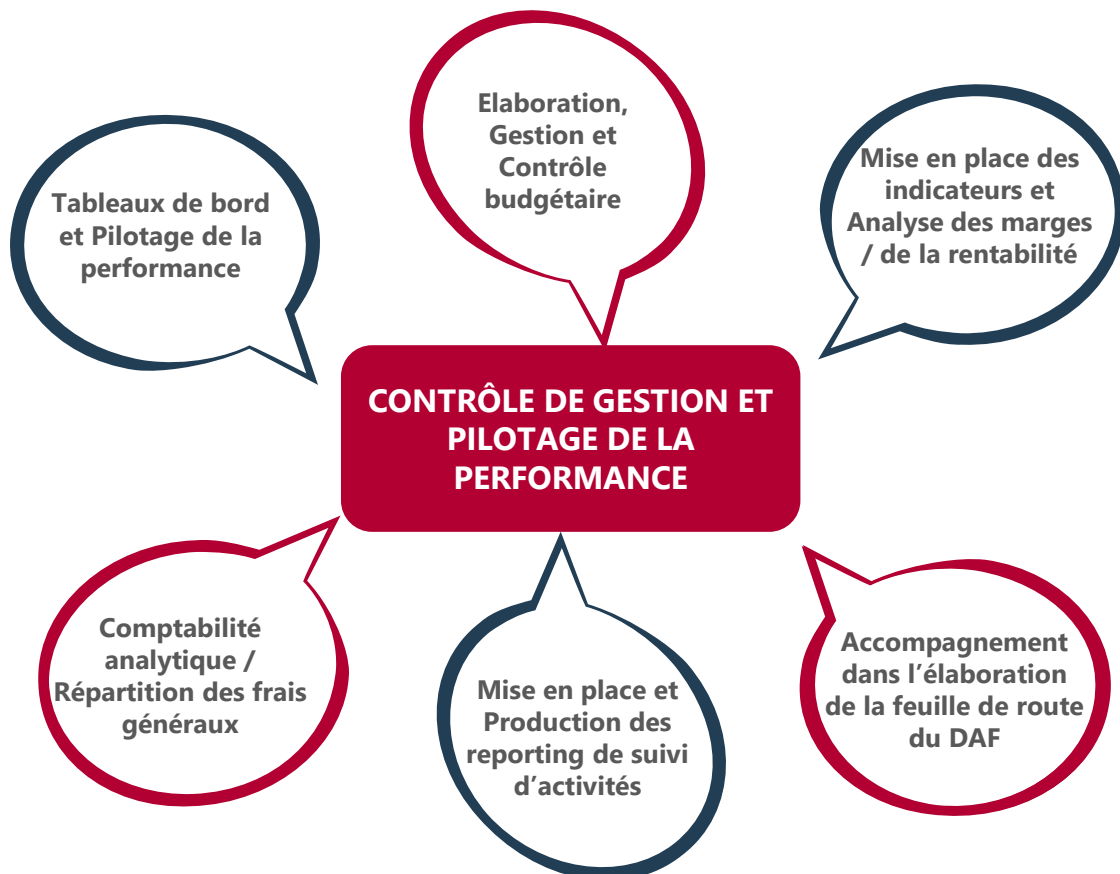 Elaboration,
Gestion et
Contrôle
budgétaire
Tableaux de bord
et Pilotage de la
performance
Mise en place des
indicateurs et
Analyse des marges
/ de la rentabilité
CONTRÔLE DE GESTION ET
PILOTAGE DE LA
PERFORMANCE
Comptabilité
analytique /
Répartition des frais
généraux
Mise en place et
Production des
reporting de suivi
d’activités
Accompagnement
dans l’élaboration
de la feuille de route
du DAF